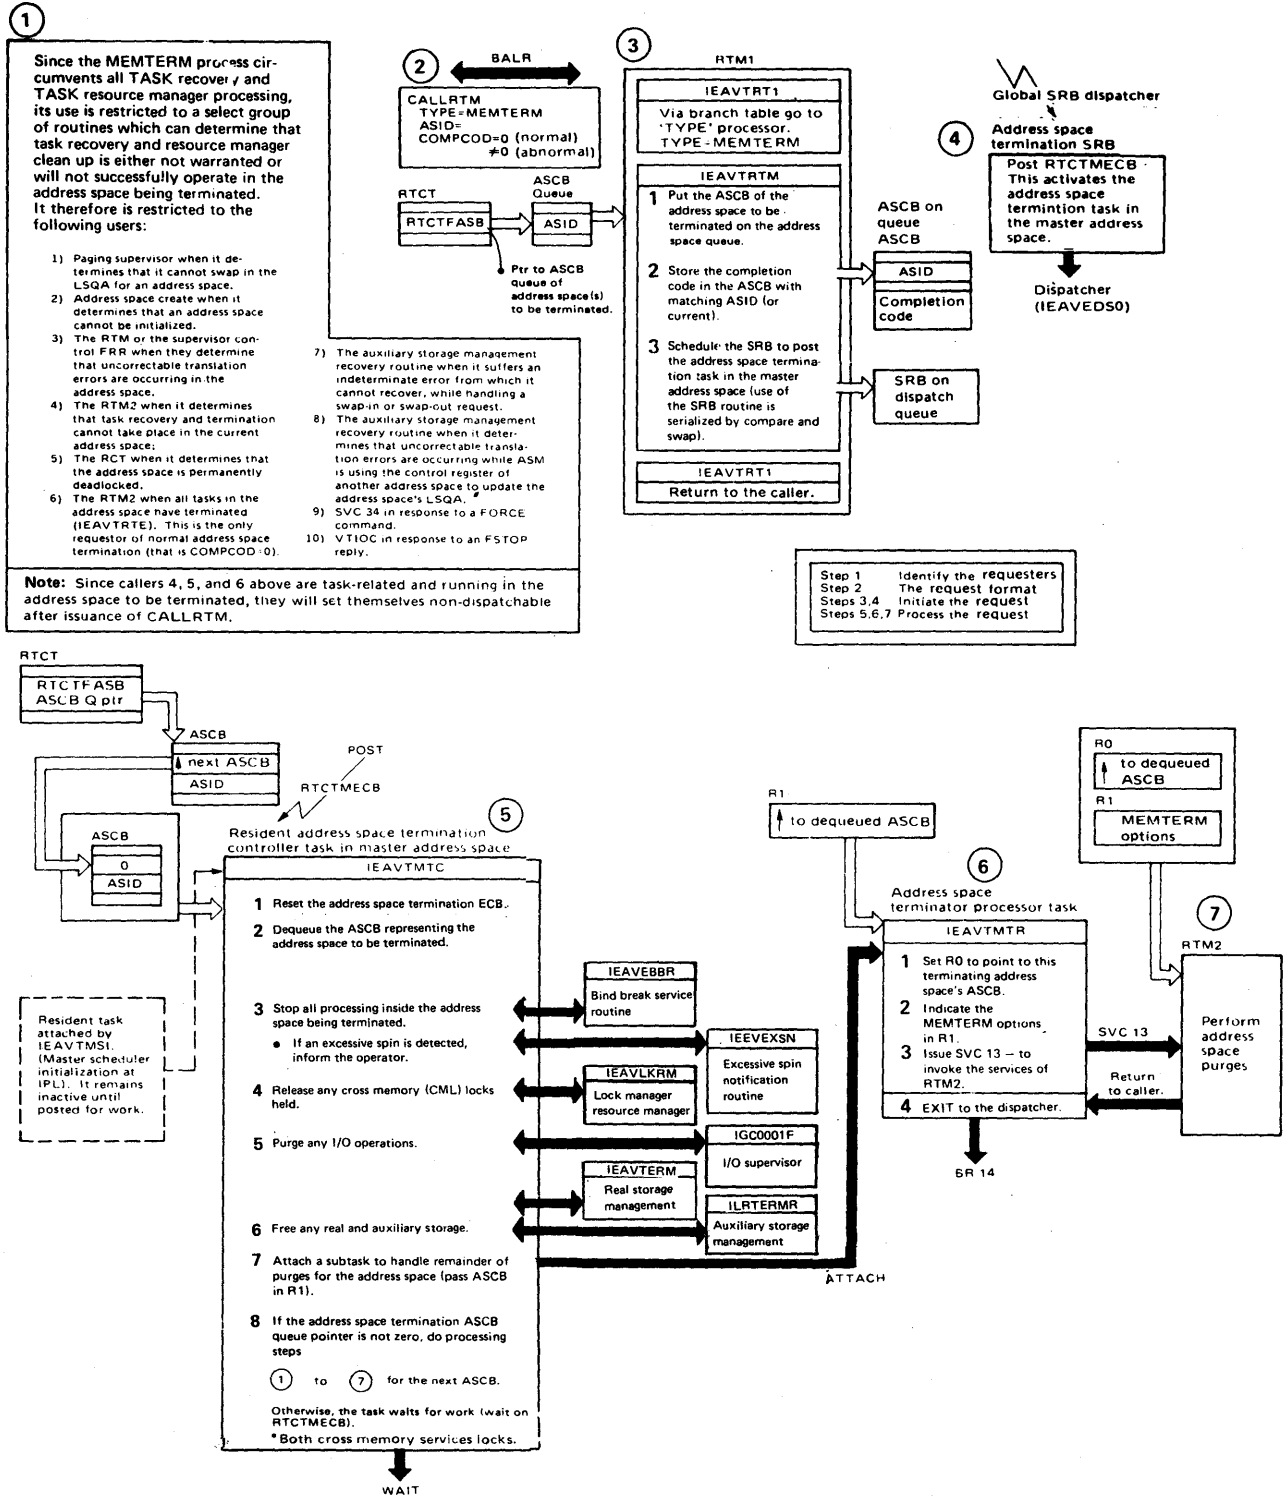 1
Since the MEMTERM process cir-
cumvents all TASK recovery and
TASK resource manager processing,
its use is restricted to a select group
of routines which can determine that
task recovery and resource manager
clean up is either not warranted or
will not successfully operate in the
address space being terminated.
It therefore is restricted to the
following users:
1) Paging supervisor when it de-
termines that it cannot swap in the
LSQA for an address space.
2) Address space create when it
determines that an address space
cannot be initialized.
3) The RTM or the supervisor con-
trol FRR when they determine
that uncorrectable translation
errors are occurring in the
address space.
4) The RTM2 when it determines
that task recovery and termination
cannot take place in the current
address space;
5) The RCT when it determines that
the address space is permanently
deadlocked.
6) The RTM2 when all tasks in the
address space have terminated
(IEAVTRTE). This is the only
requestor of normal address space
termination (that is COMPCOD=0).
7) The auxiliary storage management
recovery routine when it suffers an
indeterminate error from which it
cannot recover, while handling a
swap-in or swap-out request.
8) The auxiliary storage management
recovery routine when it deter-
mines that uncorrectable transla-
tion errors are occurring while ASM
is using the control register of
another address space to update the
address space's LSQA.
9) SVC 34 in response to a FORCE
command.
10) VTIOC in response to an FSTOP
reply.
Note: Since callers 4, 5, and 6 above are task-related and running in the
address space to be terminated, they will set themselves non-dispatchable
after issuance of CALLRTM.
2
BALR
CALLRTM
TYPE=MEMTERM
ASID=
COMPCOD=0 (normal)
≠0 (abnormal)
RTCT
RTCTFASB
ASCB
Queue
ASID
Ptr to ASCB
queue of
address space(s)
to be terminated.
3
RTM1
IEAVTRT1
Via branch table go to
'TYPE' processor.
TYPE=MEMTERM
IEAVTRTM
1 Put the ASCB of the
address space to be
terminated on the address
space queue.
2 Store the completion
code in the ASCB with
matching ASID (or
current).
3 Schedule the SRB to post
the address space termina-
tion task in the master
address space (use of
the SRB routine is
serialized by compare and
swap).
IEAVTRT1
Return to the caller.
ASCB on
queue
ASCB
ASID
Completion
code
SRB on
dispatch
queue
Global SRB dispatcher
4
Address space
termination SRB
Post RTCTMECB
This activates the
address space
termintion task in
the master address
space.
Dispatcher
(IEAVEDS0)
Step 1 Identify the requesters
Step 2 The request format
Steps 3,4 Initiate the request
Steps 5,6,7 Process the request
RTCT
RTCTFASB
ASCB Q ptr
ASCB
next ASCB
ASID
ASCB
0
ASID
POST
RTCTMECB
Resident task
attached by
IEAVTMSI.
(Master scheduler
initialization at
IPL). It remains
inactive until
posted for work.
5
Resident address space termination
controller task in master address space
IEAVTMTC
1 Reset the address space termination ECB.
2 Dequeue the ASCB representing the
address space to be terminated.
3 Stop all processing inside the address
space being terminated.
• If an excessive spin is detected,
inform the operator.
4 Release any cross memory (CML) locks
held.
5 Purge any I/O operations.
6 Free any real and auxiliary storage.
7 Attach a subtask to handle remainder of
purges for the address space (pass ASCB
in R1).
8 If the address space termination ASCB
queue pointer is not zero, do processing
steps
1 to 7 for the next ASCB.
Otherwise, the task waits for work (wait on
RTCTMECB).
*Both cross memory services locks.
WAIT
IEAVEBBR
Bind break service
routine
IEEVEXSN
Excessive spin
notification
routine
IEAVLKRM
Lock manager
resource manager
IGC0001F
I/O supervisor
IEAVTERM
Real storage
management
ILRTERMR
Auxiliary storage
management
ATTACH
R1
to dequeued ASCB
6
Address space
terminator processor task
IEAVTMTR
1 Set R0 to point to this
terminating address
space's ASCB.
2 Indicate the
MEMTERM options
in R1.
3 Issue SVC 13 – to
invoke the services of
RTM2.
4 EXIT to the dispatcher.
BR 14
SVC 13
Return
to caller.
R0
to dequeued
ASCB
R1
MEMTERM
options
7
RTM2
Perform
address
space
purges